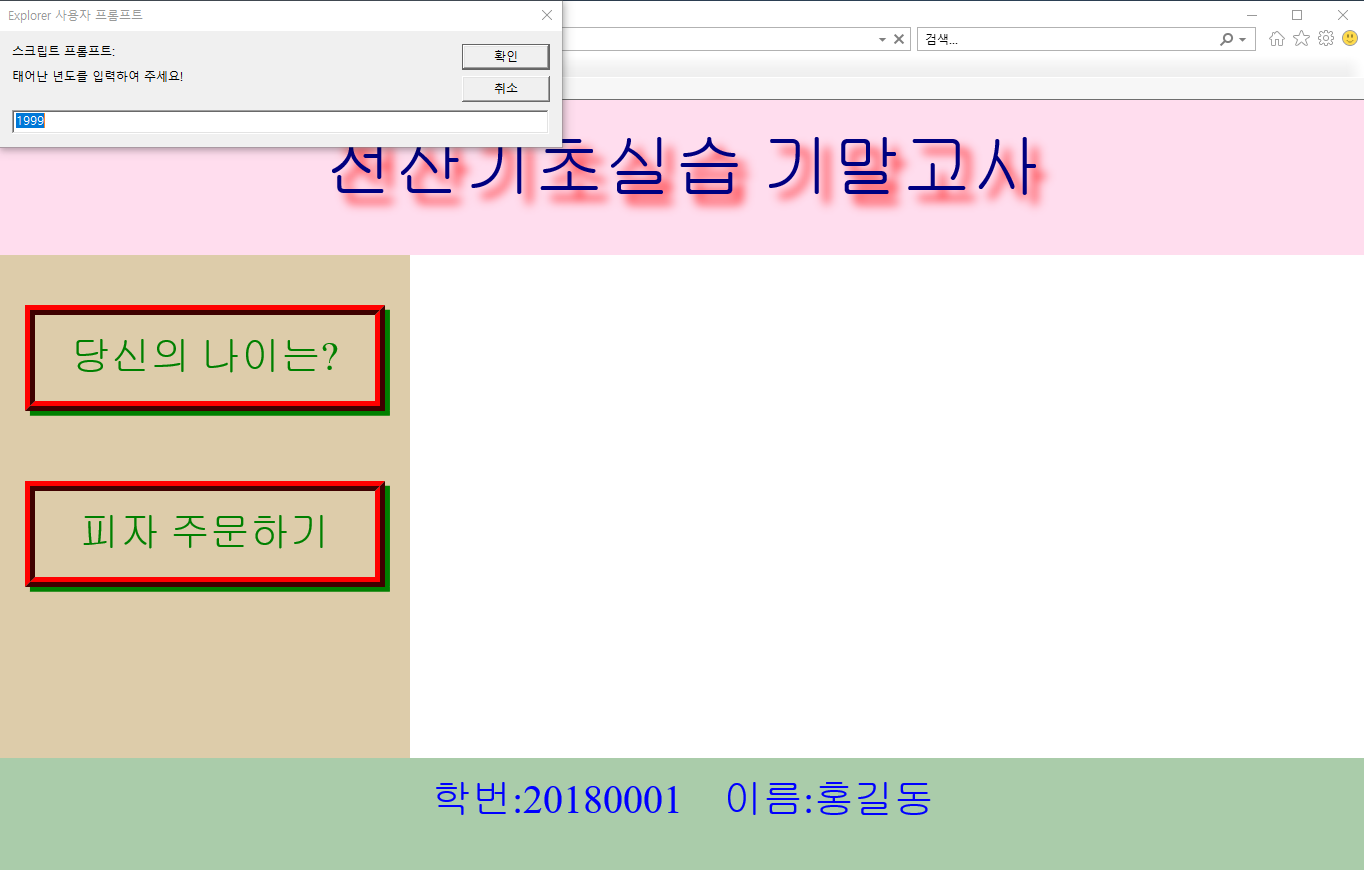 Explorer 사용자 프롬프트
스크립트 프롬프트:
확인
태어난 년도를 입력하여 주세요!
취소
1999
검색...
전산기초실습 기말고사
당신의 나이는?
피자 주문하기
학번:20180001 이름:홍길동